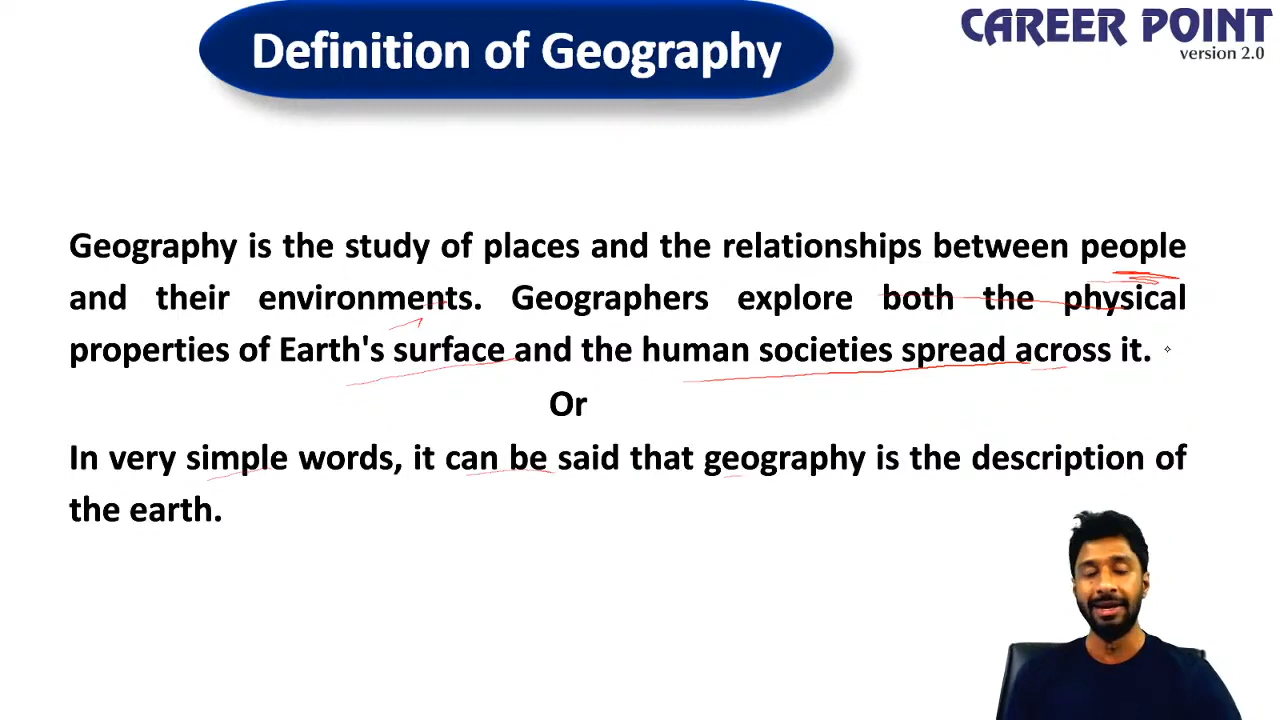 Definition of Geography
CAREER POINT
version 2.0
Geography is the study of places and the relationships between people
and their environments. Geographers explore both the physical
properties of Earth's surface and the human societies spread across it.
Or
In very simple words, it can be said that geography is the description of
the earth.